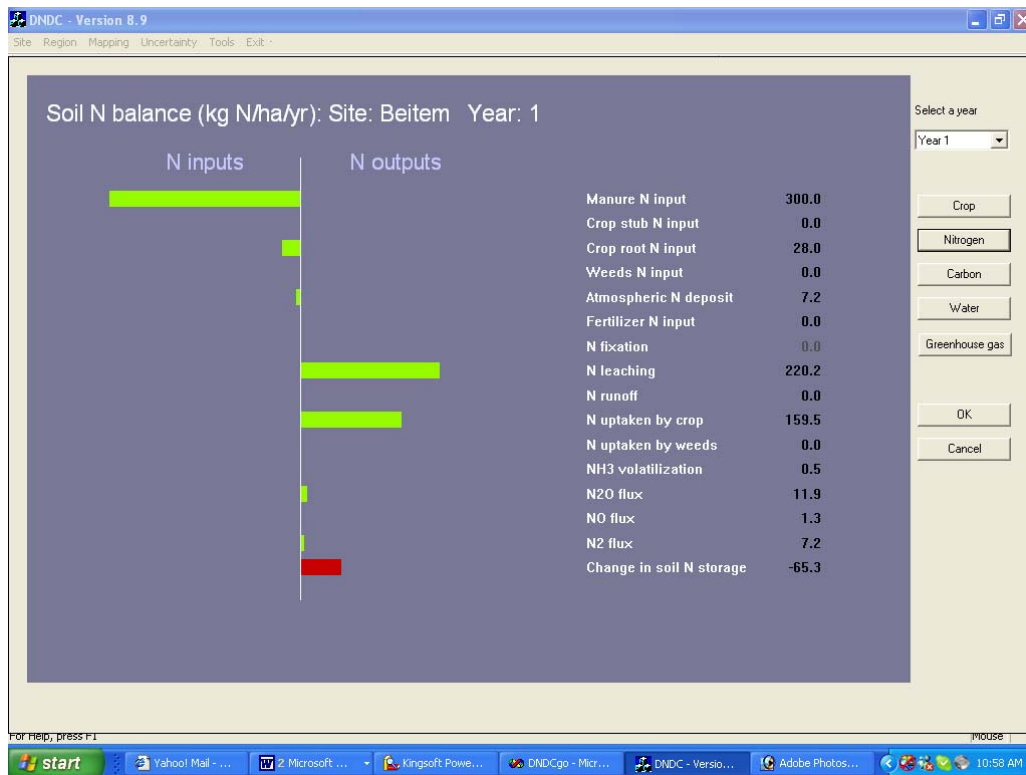 DNDC - Version 8.9
Site Region Mapping Uncertainty Tools Exit
Soil N balance (kg N/ha/yr): Site: Beitem Year: 1
N inputs N outputs
Manure N input 300.0
Crop stub N input 0.0
Crop root N input 28.0
Weeds N input 0.0
Atmospheric N deposit 7.2
Fertilizer N input 0.0
N fixation 0.0
N leaching 220.2
N runoff 0.0
N uptaken by crop 159.5
N uptaken by weeds 0.0
NH3 volatilization 0.5
N2O flux 11.9
NO flux 1.3
N2 flux 7.2
Change in soil N storage -65.3
Select a year
Year 1
Crop
Nitrogen
Carbon
Water
Greenhouse gas
OK
Cancel
For Help, press F1
Mouse
start Yahoo! Mail - ... 2 Microsoft ... Kingsoft Powe... DNDCgo - Micr... DNDC - Versio... Adobe Photos... 10:58 AM